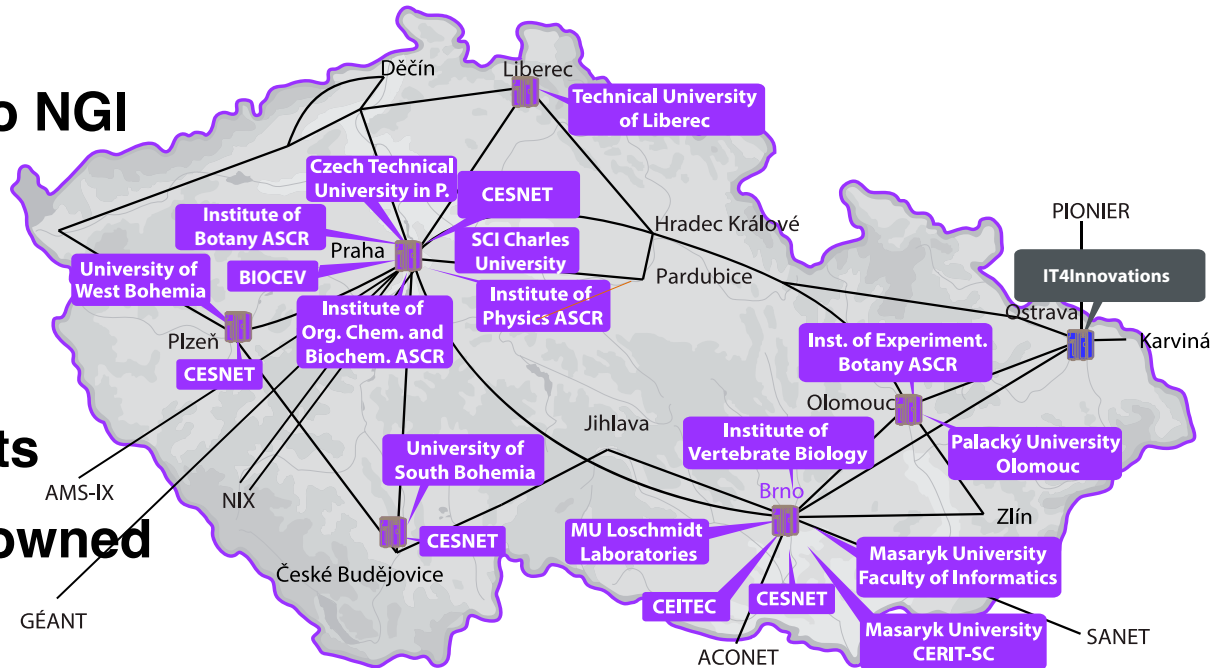 Děčín
Liberec
o NGI
Technical University
of Liberec
Czech Technical
University in P.
CESNET
Institute of
Botany ASCR
Praha
Hradec Králové
PIONIER
SCI Charles
University
BIOCEV
University of
West Bohemia
Pardubice
IT4Innovations
Institute of
Physics ASCR
Institute of
Org. Chem. and
Biochem. ASCR
Ostrava
Plzeň
Karviná
Inst. of Experiment.
Botany ASCR
CESNET
Olomouc
Jihlava
Institute of
Vertebrate Biology
Palacký University
Olomouc
University of
South Bohemia
ts
AMS-IX
NIX
Brno
Zlín
owned
CESNET
MU Loschmidt
Laboratories
Masaryk University
Faculty of Informatics
České Budějovice
CEITEC
CESNET
GÉANT
Masaryk University
CERIT-SC
SANET
ACONET